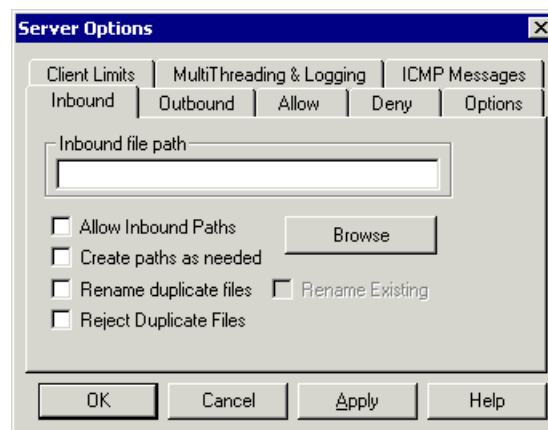 Server Options
Client Limits MultiThreading & Logging ICMP Messages
Inbound Outbound Allow Deny Options
Inbound file path
Allow Inbound Paths
Browse
Create paths as needed
Rename duplicate files Rename Existing
Reject Duplicate Files
OK Cancel Apply Help